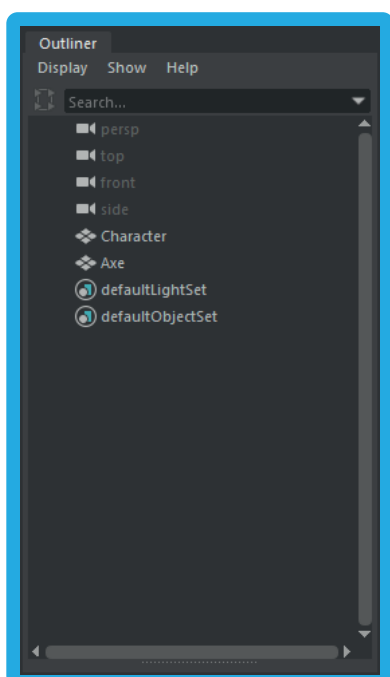 Outliner
Display Show Help
Search...
persp
top
front
side
Character
Axe
defaultLightSet
defaultObjectSet